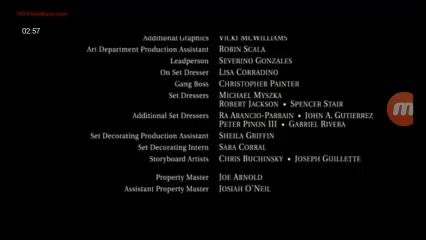 02:57
Additional Graphics VICKI MCWILLIAMS
Art Department Production Assistant ROBIN SCALA
Leadperson SEVERINO GONZALES
On Set Dresser LISA CORRADINO
Gang Boss CHRISTOPHER PAINTER
Set Dressers MICHAEL MYSZKA
ROBERT JACKSON • SPENCER STAIR
Additional Set Dressers RA ARANCIO-PARRAIN • JOHN A. GUTIERREZ
PETER PINON III • GABRIEL RIVERA
Set Decorating Production Assistant SHEILA GRIFFIN
Set Decorating Intern SARA CORRAL
Storyboard Artists CHRIS BUCHINSKY • JOSEPH GUILLETTE
Property Master JOE ARNOLD
Assistant Property Master JOSIAH O'NEIL